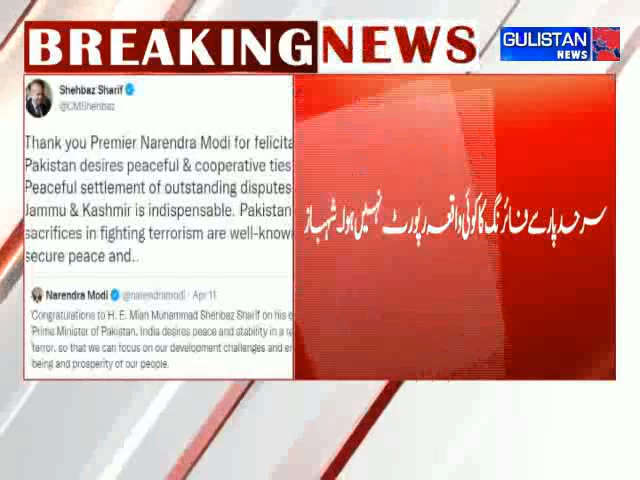 BREAKING NEWS
GULISTAN
NEWS
Shehbaz Sharif
@CMShehbaz
Thank you Premier Narendra Modi for felicita
Pakistan desires peaceful & cooperative ties
Peaceful settlement of outstanding disputes
Jammu & Kashmir is indispensable. Pakistan
sacrifices in fighting terrorism are well-known
secure peace and..
Narendra Modi @narendramodi · Apr 11
Congratulations to H. E. Mian Muhammad Shehbaz Sharif on his e
Prime Minister of Pakistan. India desires peace and stability in a re
terror, so that we can focus on our development challenges and en
being and prosperity of our people.
سرحد پار سے فائرنگ کا کوئی واقعہ رپورٹ نہیں ہوا۔ شہباز